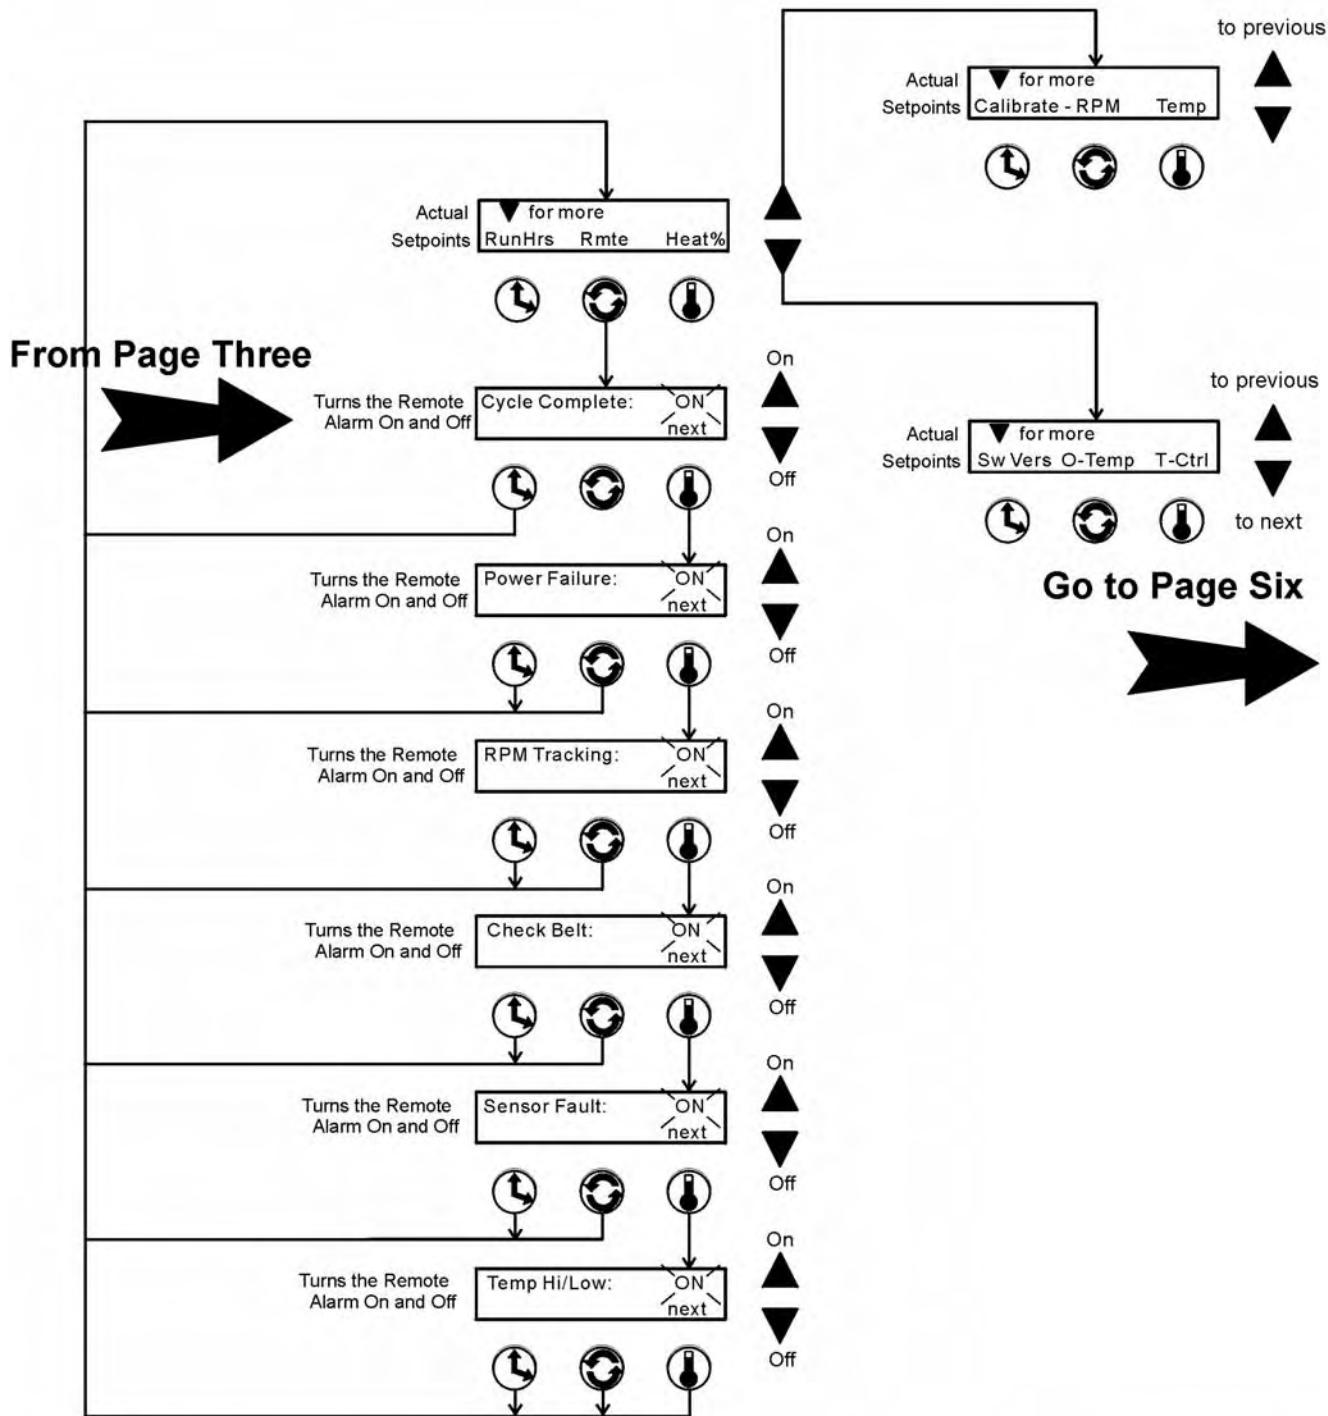 to previous
Actual
▼ for more
Setpoints
Calibrate - RPM Temp
Actual
▼ for more
Setpoints
RunHrs Rmte Heat%
From Page Three
On
Turns the Remote
Alarm On and Off
Cycle Complete: ON
next
Off
to previous
Actual
▼ for more
Setpoints
Sw Vers O-Temp T-Ctrl
to next
Go to Page Six
On
Turns the Remote
Alarm On and Off
Power Failure: ON
next
Off
On
Turns the Remote
Alarm On and Off
RPM Tracking: ON
next
Off
On
Turns the Remote
Alarm On and Off
Check Belt: ON
next
Off
On
Turns the Remote
Alarm On and Off
Sensor Fault: ON
next
Off
On
Turns the Remote
Alarm On and Off
Temp Hi/Low: ON
next
Off